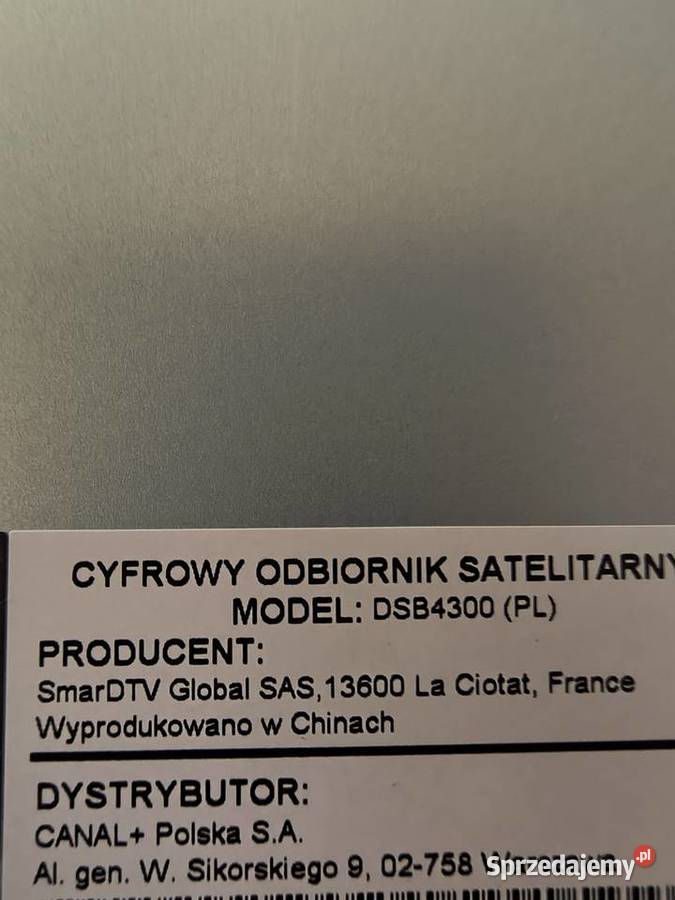 CYFROWY ODBIORNIK SATELITARNY
MODEL: DSB4300 (PL)
PRODUCENT:
SmarDTV Global SAS,13600 La Ciotat, France
Wyprodukowano w Chinach
DYSTRYBUTOR:
CANAL+ Polska S.A.
Al. gen. W. Sikorskiego 9, 02-758
Sprzedajemy.pl